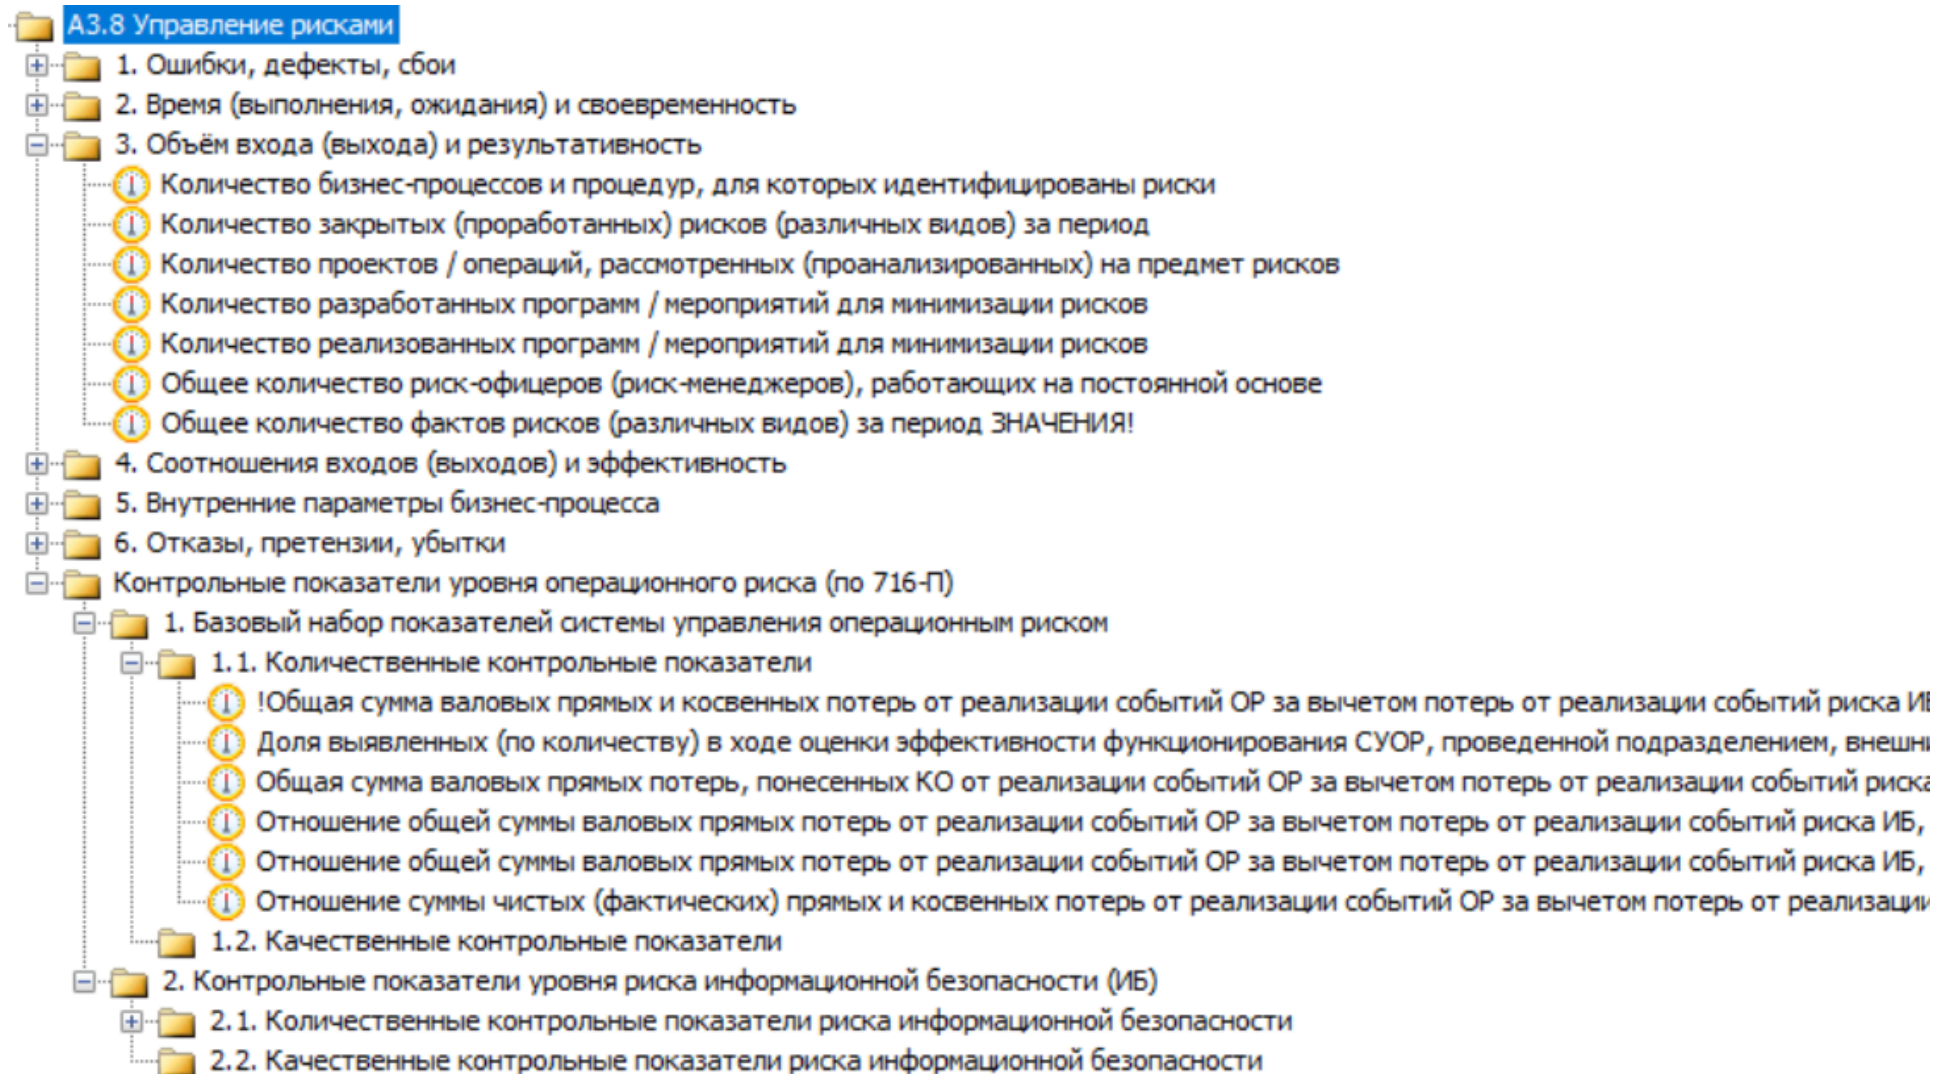 А3.8 Управление рисками
1. Ошибки, дефекты, сбои
2. Время (выполнения, ожидания) и своевременность
3. Объём входа (выхода) и результативность
Количество бизнес-процессов и процедур, для которых идентифицированы риски
Количество закрытых (проработанных) рисков (различных видов) за период
Количество проектов / операций, рассмотренных (проанализированных) на предмет рисков
Количество разработанных программ / мероприятий для минимизации рисков
Количество реализованных программ / мероприятий для минимизации рисков
Общее количество риск-офицеров (риск-менеджеров), работающих на постоянной основе
Общее количество фактов рисков (различных видов) за период ЗНАЧЕНИЯ!
4. Соотношения входов (выходов) и эффективность
5. Внутренние параметры бизнес-процесса
6. Отказы, претензии, убытки
Контрольные показатели уровня операционного риска (по 716-П)
1. Базовый набор показателей системы управления операционным риском
1.1. Количественные контрольные показатели
!Общая сумма валовых прямых и косвенных потерь от реализации событий ОР за вычетом потерь от реализации событий риска
Доля выявленных (по количеству) в ходе оценки эффективности функционирования СУОР, проведенной подразделением,
Общая сумма валовых прямых потерь, понесенных КО от реализации событий ОР за вычетом потерь от реализации событий риска
Отношение общей суммы валовых прямых потерь от реализации событий ОР за вычетом потерь от реализации событий риска ИБ,
Отношение общей суммы валовых прямых потерь от реализации событий ОР за вычетом потерь от реализации событий риска ИБ,
Отношение суммы чистых (фактических) прямых и косвенных потерь от реализации событий ОР за вычетом потерь от реализации
1.2. Качественные контрольные показатели
2. Контрольные показатели уровня риска информационной безопасности (ИБ)
2.1. Количественные контрольные показатели риска информационной безопасности
2.2. Качественные контрольные показатели риска информационной безопасности